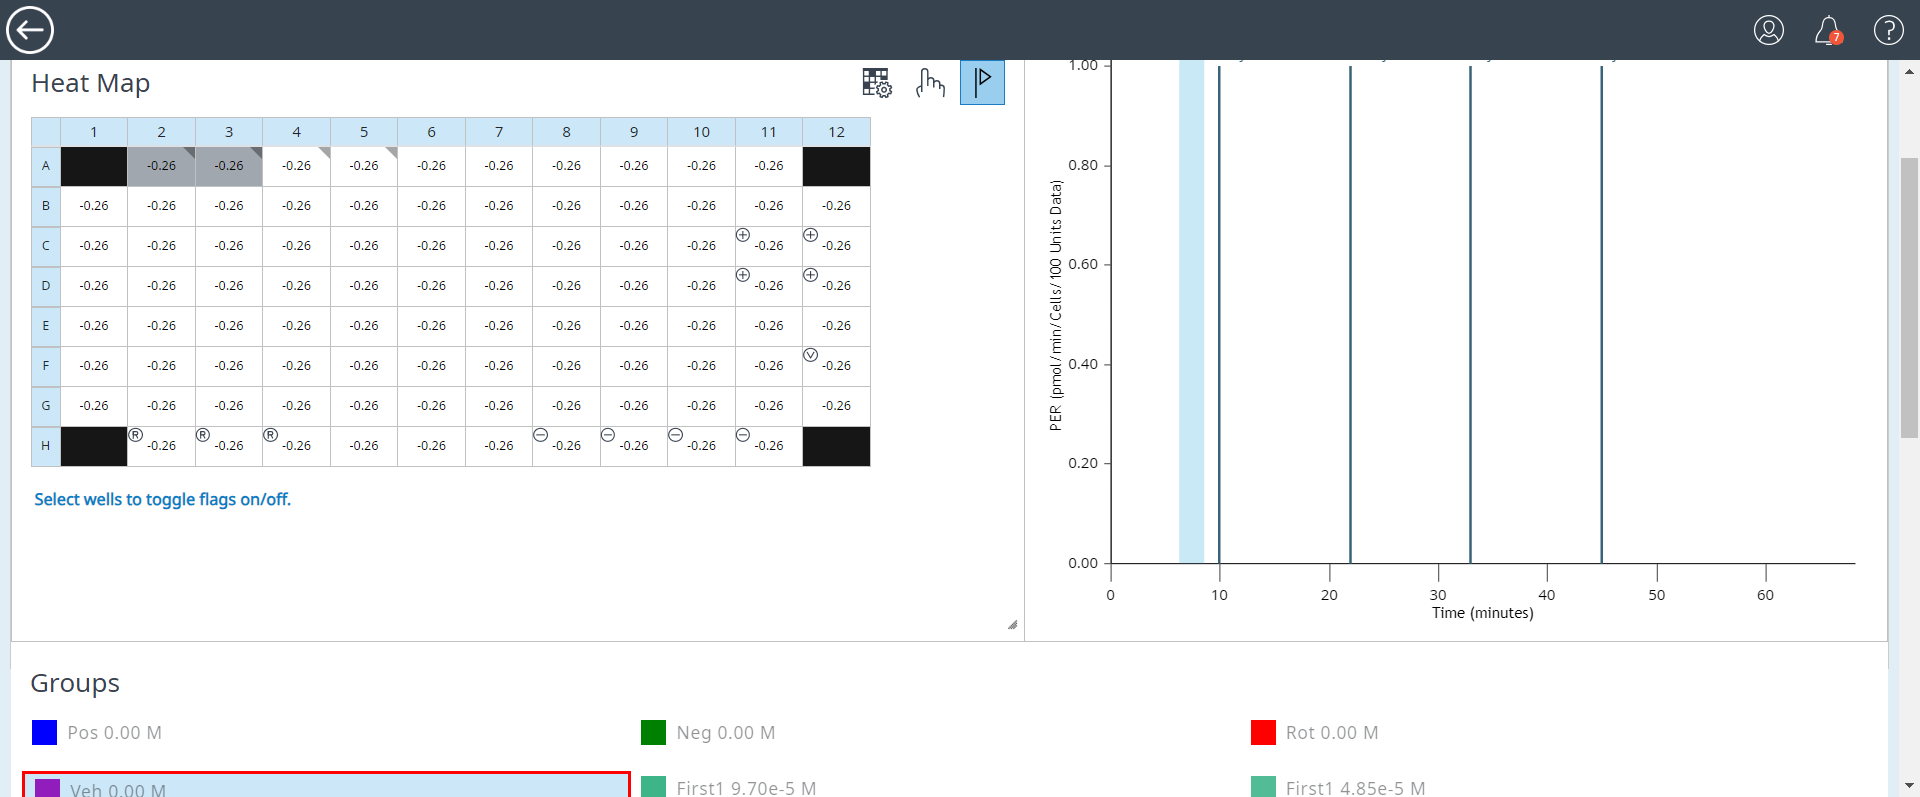 7
Heat Map
1 2 3 4 5 6 7 8 9 10 11 12
A -0.26 -0.26 -0.26 -0.26 -0.26 -0.26 -0.26 -0.26 -0.26 -0.26
B -0.26 -0.26 -0.26 -0.26 -0.26 -0.26 -0.26 -0.26 -0.26 -0.26 -0.26 -0.26
C -0.26 -0.26 -0.26 -0.26 -0.26 -0.26 -0.26 -0.26 -0.26 -0.26 -0.26 -0.26
D -0.26 -0.26 -0.26 -0.26 -0.26 -0.26 -0.26 -0.26 -0.26 -0.26 -0.26 -0.26
E -0.26 -0.26 -0.26 -0.26 -0.26 -0.26 -0.26 -0.26 -0.26 -0.26 -0.26 -0.26
F -0.26 -0.26 -0.26 -0.26 -0.26 -0.26 -0.26 -0.26 -0.26 -0.26 -0.26 V -0.26
G -0.26 -0.26 -0.26 -0.26 -0.26 -0.26 -0.26 -0.26 -0.26 -0.26 -0.26 -0.26
H R -0.26 R -0.26 R -0.26 -0.26 -0.26 -0.26 -0.26 -0.26 -0.26 -0.26
Select wells to toggle flags on/off.
PER (pmol/min/Cells/100 Units Data)
1.00
0.80
0.60
0.40
0.20
0.00
0 10 20 30 40 50 60
Time (minutes)
Groups
Pos 0.00 M
Neg 0.00 M
Rot 0.00 M
Veh 0.00 M
First1 9.70e-5 M
First1 4.85e-5 M